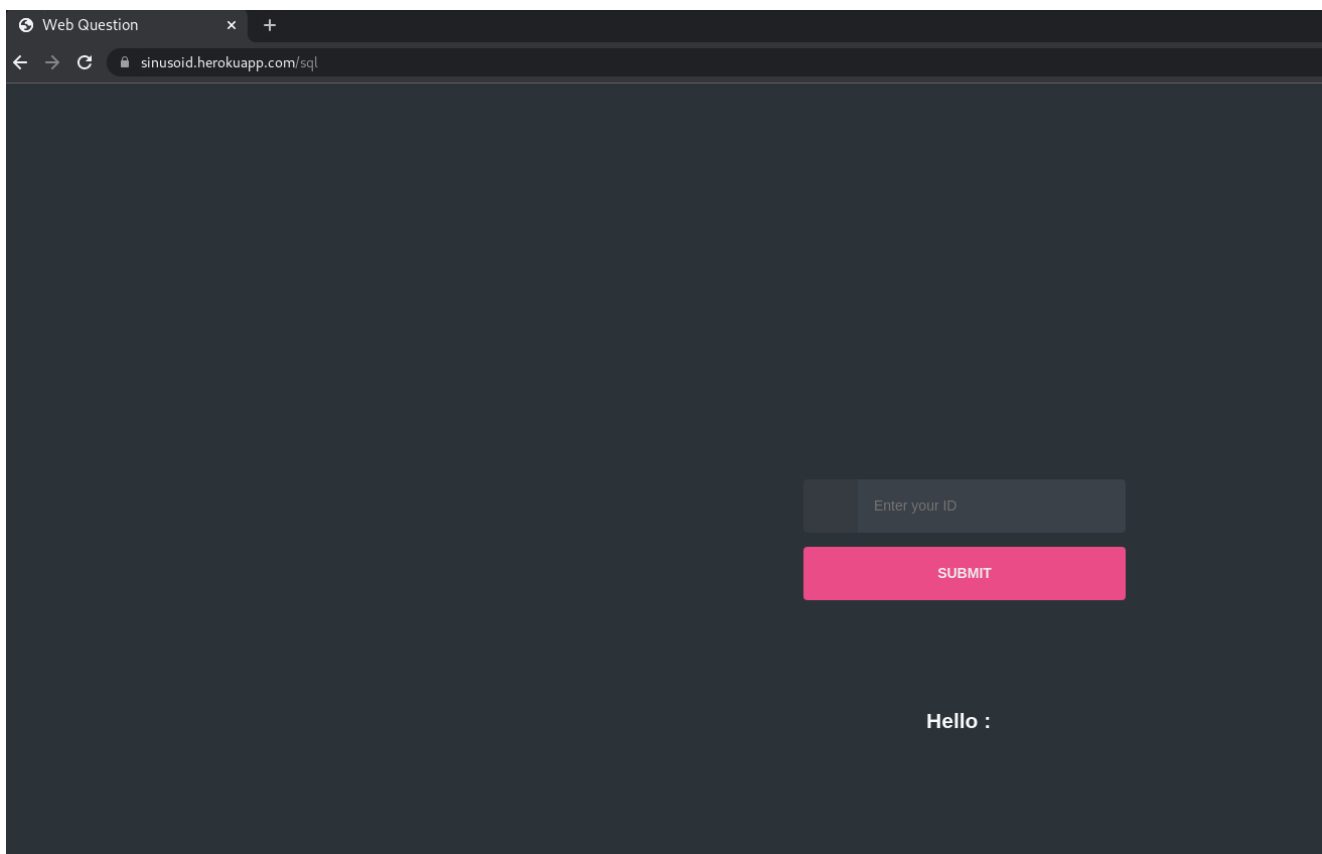 Web Question
sinusoid.herokuapp.com/sql
Enter your ID
SUBMIT
Hello :